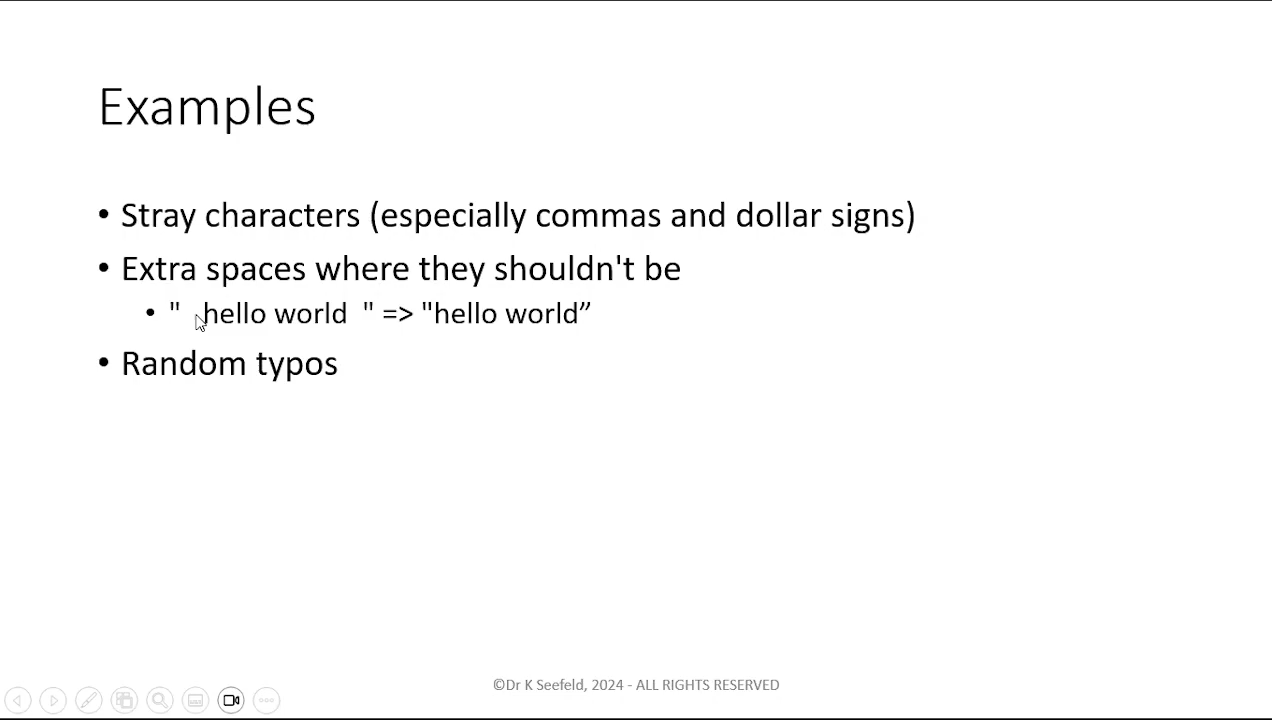 Examples
• Stray characters (especially commas and dollar signs)
• Extra spaces where they shouldn't be
• "   hello world  " => "hello world”
• Random typos
©Dr K Seefeld, 2024 - ALL RIGHTS RESERVED